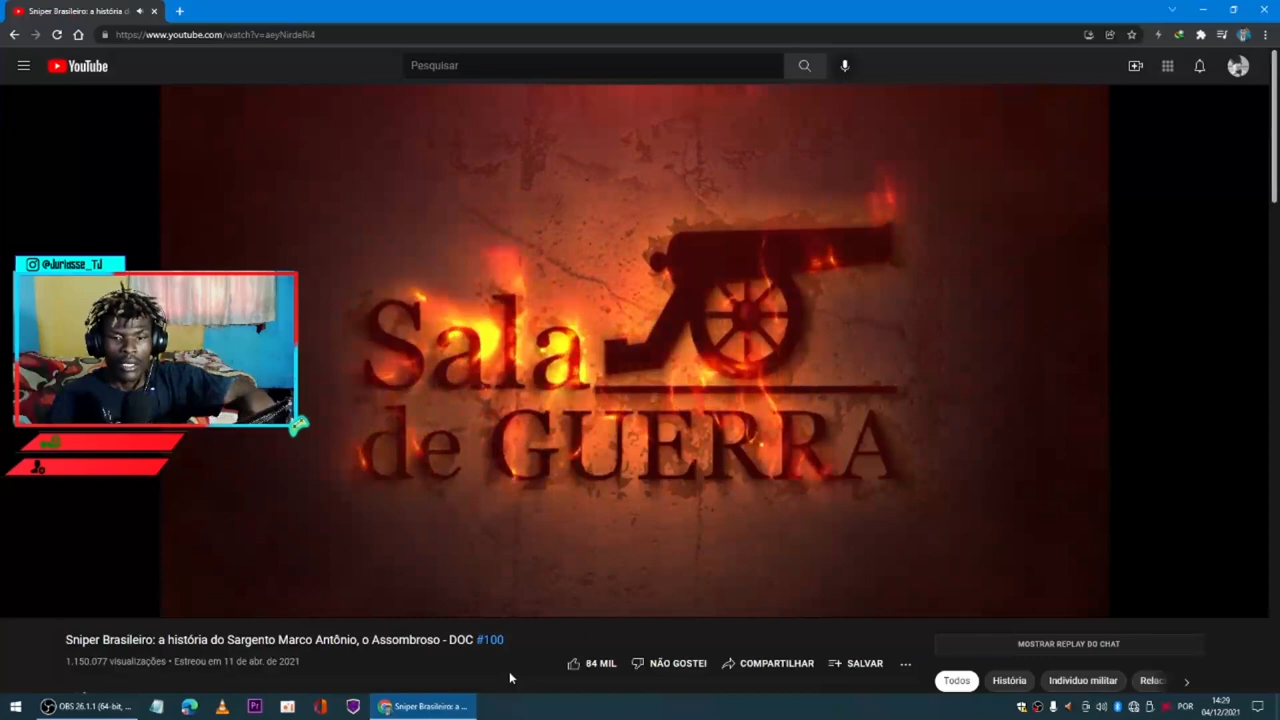 Sniper Brasileiro: a história d
https://www.youtube.com/watch?v=aeyNirdeRi4
YouTube
Pesquisar
@Juriasse_TJ
Sala
de GUERRA
Sniper Brasileiro: a história do Sargento Marco Antônio, o Assombroso - DOC #100
1.150.077 visualizações • Estreou em 11 de abr. de 2021
84 MIL
NÃO GOSTEI
COMPARTILHAR
SALVAR
MOSTRAR REPLAY DO CHAT
Todos
História
Indivíduo militar
Relac
OBS 26.1.1 (64-bit, ...
Sniper Brasileiro: a ...
POR
14:29
04/12/2021